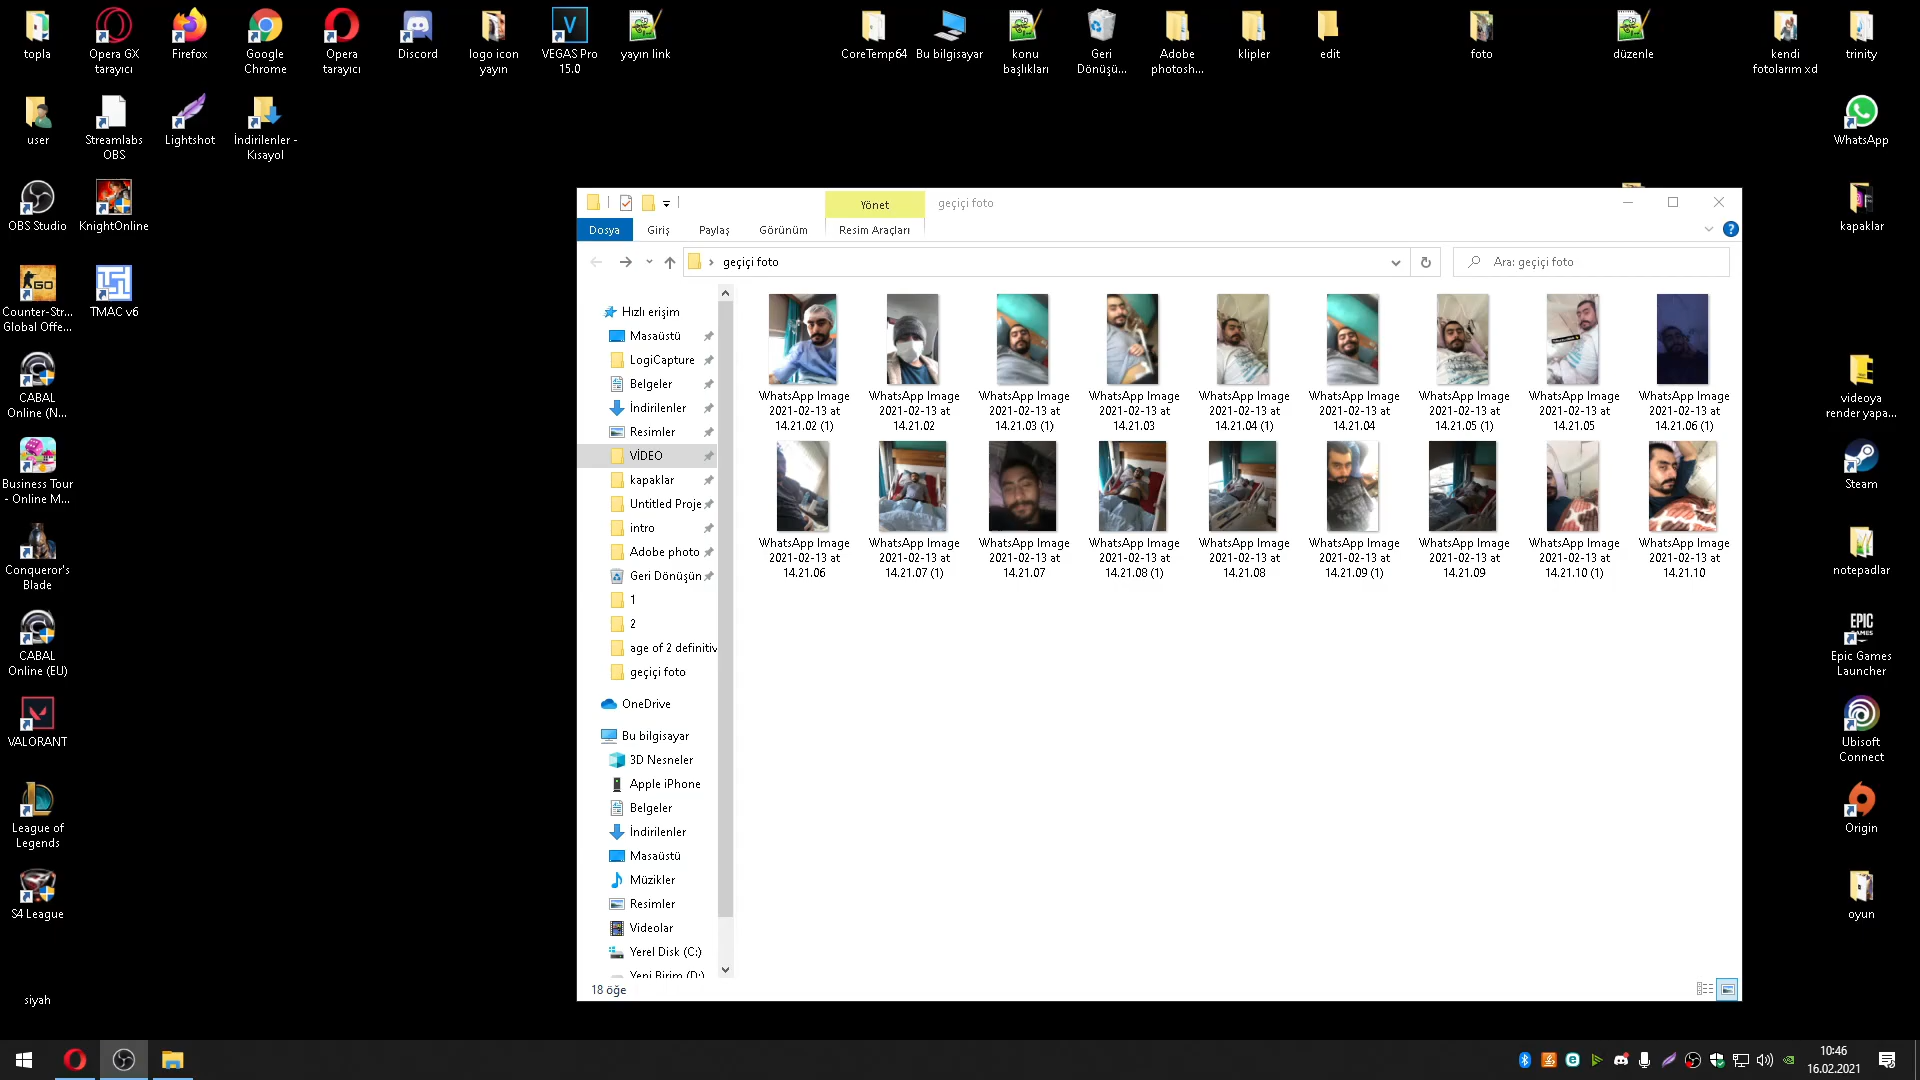 topla
Opera GX
tarayıcı
Firefox
Google
Chrome
Opera
tarayıcı
Discord
logo icon
yayın
VEGAS Pro
15.0
yayın link
CoreTemp64
Bu bilgisayar
konu
başlıkları
Geri
Dönüşü...
Adobe
photosh...
klipler
edit
foto
düzenle
kendi
fotolarım xd
trinity
user
Streamlabs
OBS
Lightshot
İndirilenler -
Kısayol
WhatsApp
OBS Studio
KnightOnline
kapaklar
Counter-Str...
Global Offe...
TMAC v6
CABAL
Online (N...
videoya
render yapa...
Business Tour
- Online M...
Steam
Conqueror's
Blade
notepadlar
CABAL
Online (EU)
EPIC
GAMES
Epic Games
Launcher
VALORANT
Ubisoft
Connect
League of
Legends
Origin
S4 League
oyun
siyah
Yönet
geçiçi foto
Dosya
Giriş
Paylaş
Görünüm
Resim Araçları
geçiçi foto
Ara: geçiçi foto
Hızlı erişim
Masaüstü
LogiCapture
Belgeler
İndirilenler
Resimler
VİDEO
kapaklar
Untitled Proje
intro
Adobe photo
Geri Dönüşün
1
2
age of 2 definitiv
geçiçi foto
OneDrive
Bu bilgisayar
3D Nesneler
Apple iPhone
Belgeler
İndirilenler
Masaüstü
Müzikler
Resimler
Videolar
Yerel Disk (C:)
Yeni Birim (D:)
WhatsApp Image
2021-02-13 at
14.21.02 (1)
WhatsApp Image
2021-02-13 at
14.21.02
WhatsApp Image
2021-02-13 at
14.21.03 (1)
WhatsApp Image
2021-02-13 at
14.21.03
WhatsApp Image
2021-02-13 at
14.21.04 (1)
WhatsApp Image
2021-02-13 at
14.21.04
WhatsApp Image
2021-02-13 at
14.21.05 (1)
WhatsApp Image
2021-02-13 at
14.21.05
WhatsApp Image
2021-02-13 at
14.21.06 (1)
WhatsApp Image
2021-02-13 at
14.21.06
WhatsApp Image
2021-02-13 at
14.21.07 (1)
WhatsApp Image
2021-02-13 at
14.21.07
WhatsApp Image
2021-02-13 at
14.21.08 (1)
WhatsApp Image
2021-02-13 at
14.21.08
WhatsApp Image
2021-02-13 at
14.21.09 (1)
WhatsApp Image
2021-02-13 at
14.21.09
WhatsApp Image
2021-02-13 at
14.21.10 (1)
WhatsApp Image
2021-02-13 at
14.21.10
18 öğe
10:46
16.02.2021